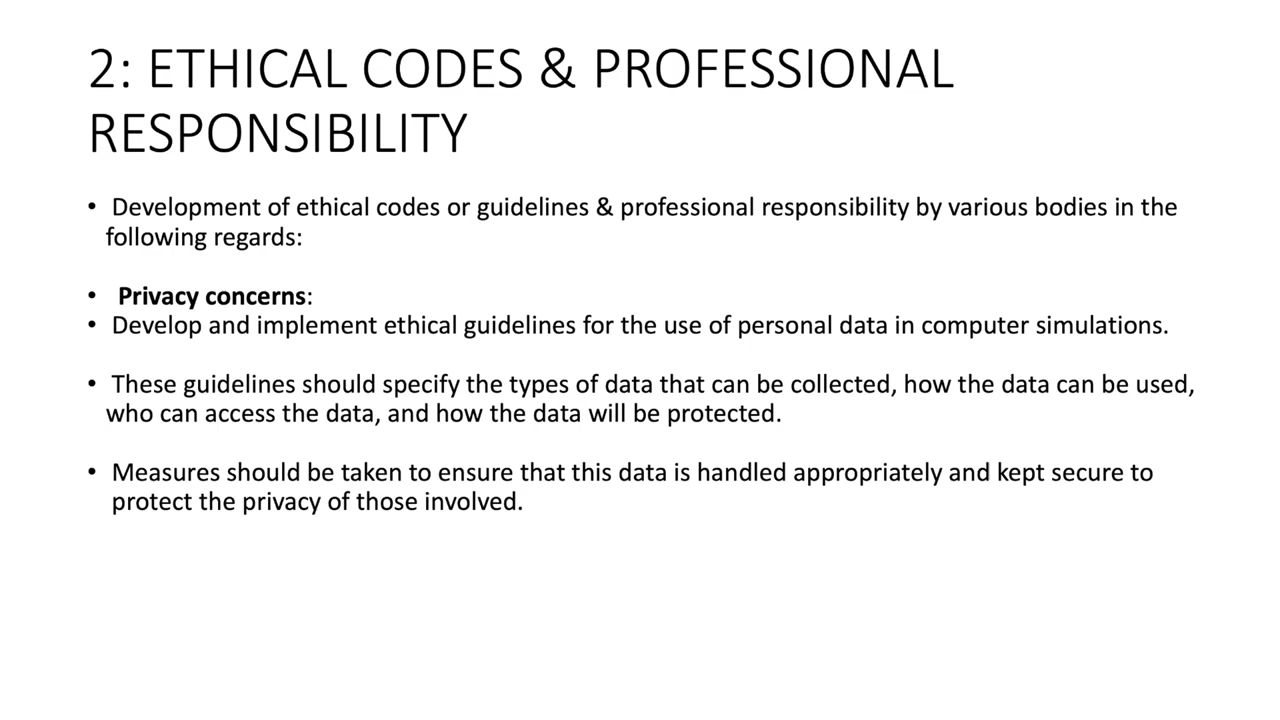 2: ETHICAL CODES & PROFESSIONAL
RESPONSIBILITY
• Development of ethical codes or guidelines & professional responsibility by various bodies in the
following regards:
• Privacy concerns:
• Develop and implement ethical guidelines for the use of personal data in computer simulations.
• These guidelines should specify the types of data that can be collected, how the data can be used,
who can access the data, and how the data will be protected.
• Measures should be taken to ensure that this data is handled appropriately and kept secure to
protect the privacy of those involved.